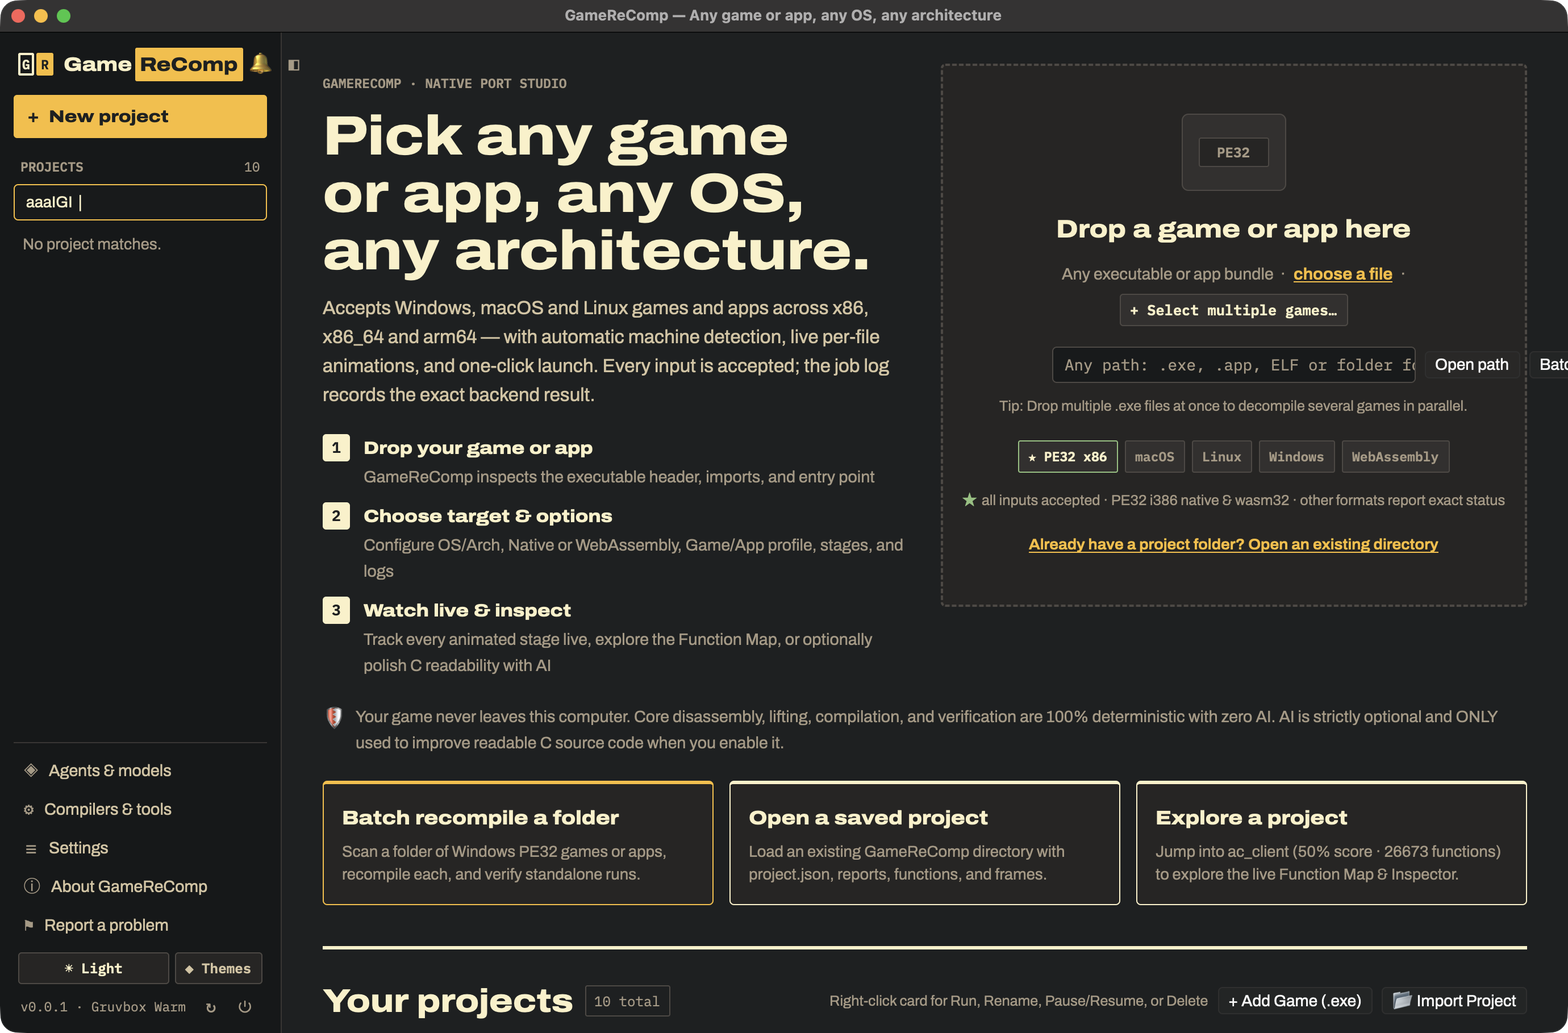 GameReComp — Any game or app, any OS, any architecture
GR Game ReComp
+ New project
PROJECTS 10
aaalGl
No project matches.
Agents & models
Compilers & tools
Settings
About GameReComp
Report a problem
Light
Themes
v0.0.1 · Gruvbox Warm
GAMERECOMP · NATIVE PORT STUDIO
Pick any game
or app, any OS,
any architecture.
Accepts Windows, macOS and Linux games and apps across x86,
x86_64 and arm64 — with automatic machine detection, live per-file
animations, and one-click launch. Every input is accepted; the job log
records the exact backend result.
1 Drop your game or app
GameReComp inspects the executable header, imports, and entry point
2 Choose target & options
Configure OS/Arch, Native or WebAssembly, Game/App profile, stages, and
logs
3 Watch live & inspect
Track every animated stage live, explore the Function Map, or optionally
polish C readability with AI
PE32
Drop a game or app here
Any executable or app bundle · choose a file ·
+ Select multiple games…
Any path: .exe, .app, ELF or folder fo
Open path
Batc
Tip: Drop multiple .exe files at once to decompile several games in parallel.
★ PE32 x86
macOS
Linux
Windows
WebAssembly
★ all inputs accepted · PE32 i386 native & wasm32 · other formats report exact status
Already have a project folder? Open an existing directory
Your game never leaves this computer. Core disassembly, lifting, compilation, and verification are 100% deterministic with zero AI. AI is strictly optional and ONLY
used to improve readable C source code when you enable it.
Batch recompile a folder
Scan a folder of Windows PE32 games or apps,
recompile each, and verify standalone runs.
Open a saved project
Load an existing GameReComp directory with
project.json, reports, functions, and frames.
Explore a project
Jump into ac_client (50% score · 26673 functions)
to explore the live Function Map & Inspector.
Your projects
10 total
Right-click card for Run, Rename, Pause/Resume, or Delete
+ Add Game (.exe)
Import Project